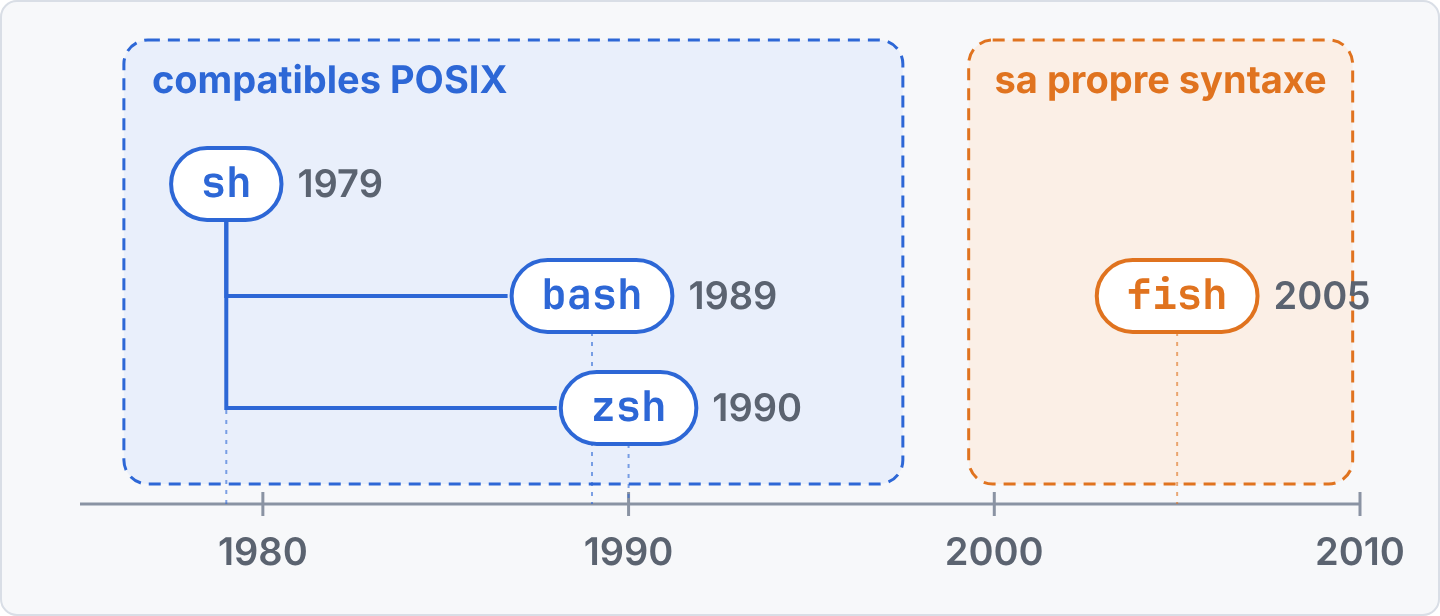 compatibles POSIX
sa propre syntaxe
sh 1979
bash 1989
fish 2005
zsh 1990
1980 1990 2000 2010